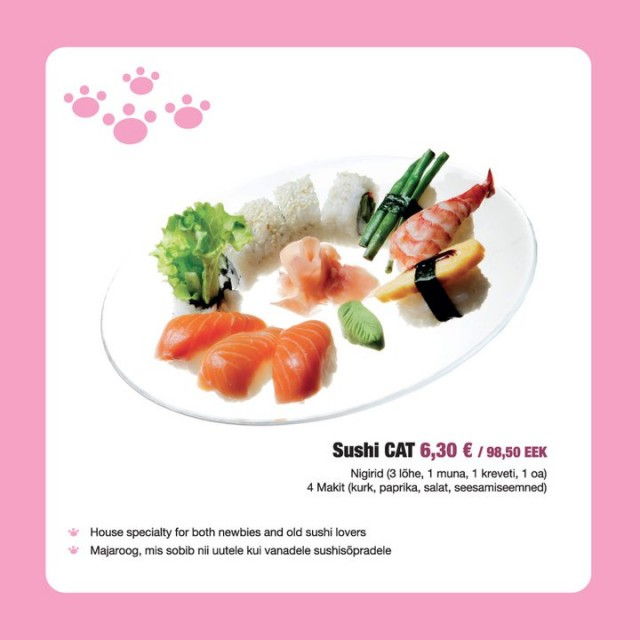 Sushi CAT 6,30 € / 98,50 EEK
Nigirid (3 lõhe, 1 muna, 1 kreveti, 1 oa)
4 Makit (kurk, paprika, salat, seesamiseemned)
House specialty for both newbies and old sushi lovers
Majaroog, mis sobib nii uutele kui vanadele sushisõpradele